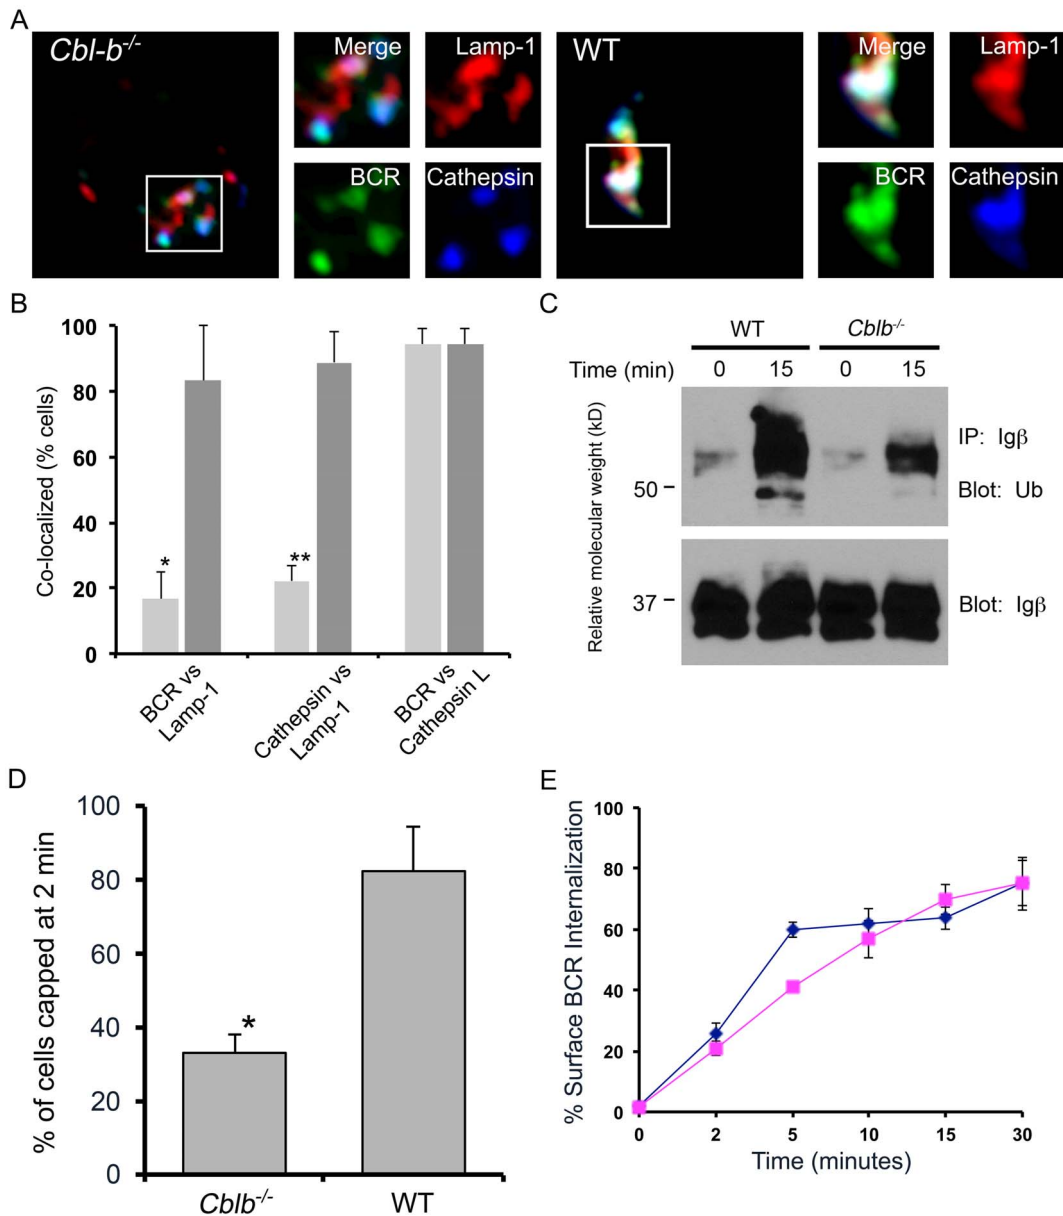 A
Cbl-b-/-
Merge
Lamp-1
BCR
Cathepsin
WT
Merge
Lamp-1
BCR
Cathepsin
B
Co-localized (% cells)
100
80
60
40
20
0
*
**
BCR vs
Lamp-1
Cathepsin vs
Lamp-1
BCR vs
Cathepsin L
C
WT
Cblb-/-
Time (min)
0
15
0
15
Relative molecular weight (kD)
50
37
IP: Igβ
Blot: Ub
Blot: Igβ
D
% of cells capped at 2 min
100
80
60
40
20
0
*
Cblb-/-
WT
E
% Surface BCR Internalization
100
80
60
40
20
0
0
2
5
10
15
30
Time (minutes)